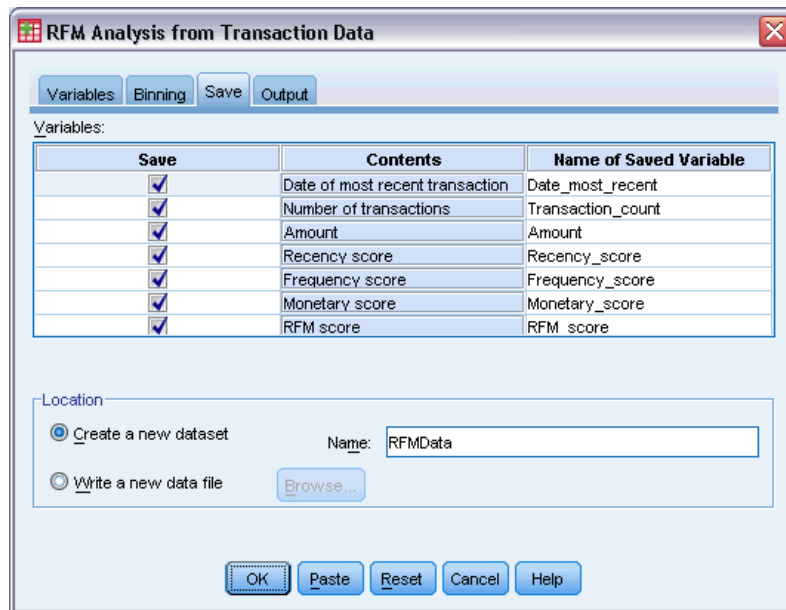 RFM Analysis from Transaction Data
Variables Binning Save Output
Variables:
Save Contents Name of Saved Variable
Date of most recent transaction Date_most_recent
Number of transactions Transaction_count
Amount Amount
Recency score Recency_score
Frequency score Frequency_score
Monetary score Monetary_score
RFM score RFM_score
Location
Create a new dataset Name: RFMData
Write a new data file Browse...
OK Paste Reset Cancel Help